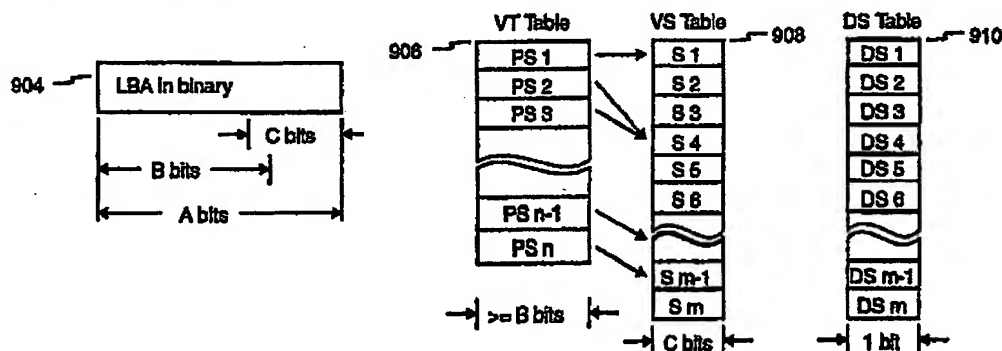 904
LBA in binary
C bits
B bits
A bits
VT Table
906
PS 1
PS 2
PS 3
PS n-1
PS n
>= B bits
VS Table
908
S 1
S 2
S 3
S 4
S 5
S 6
S m-1
S m
C bits
DS Table
910
DS 1
DS 2
DS 3
DS 4
DS 5
DS 6
DS m-1
DS m
1 bit